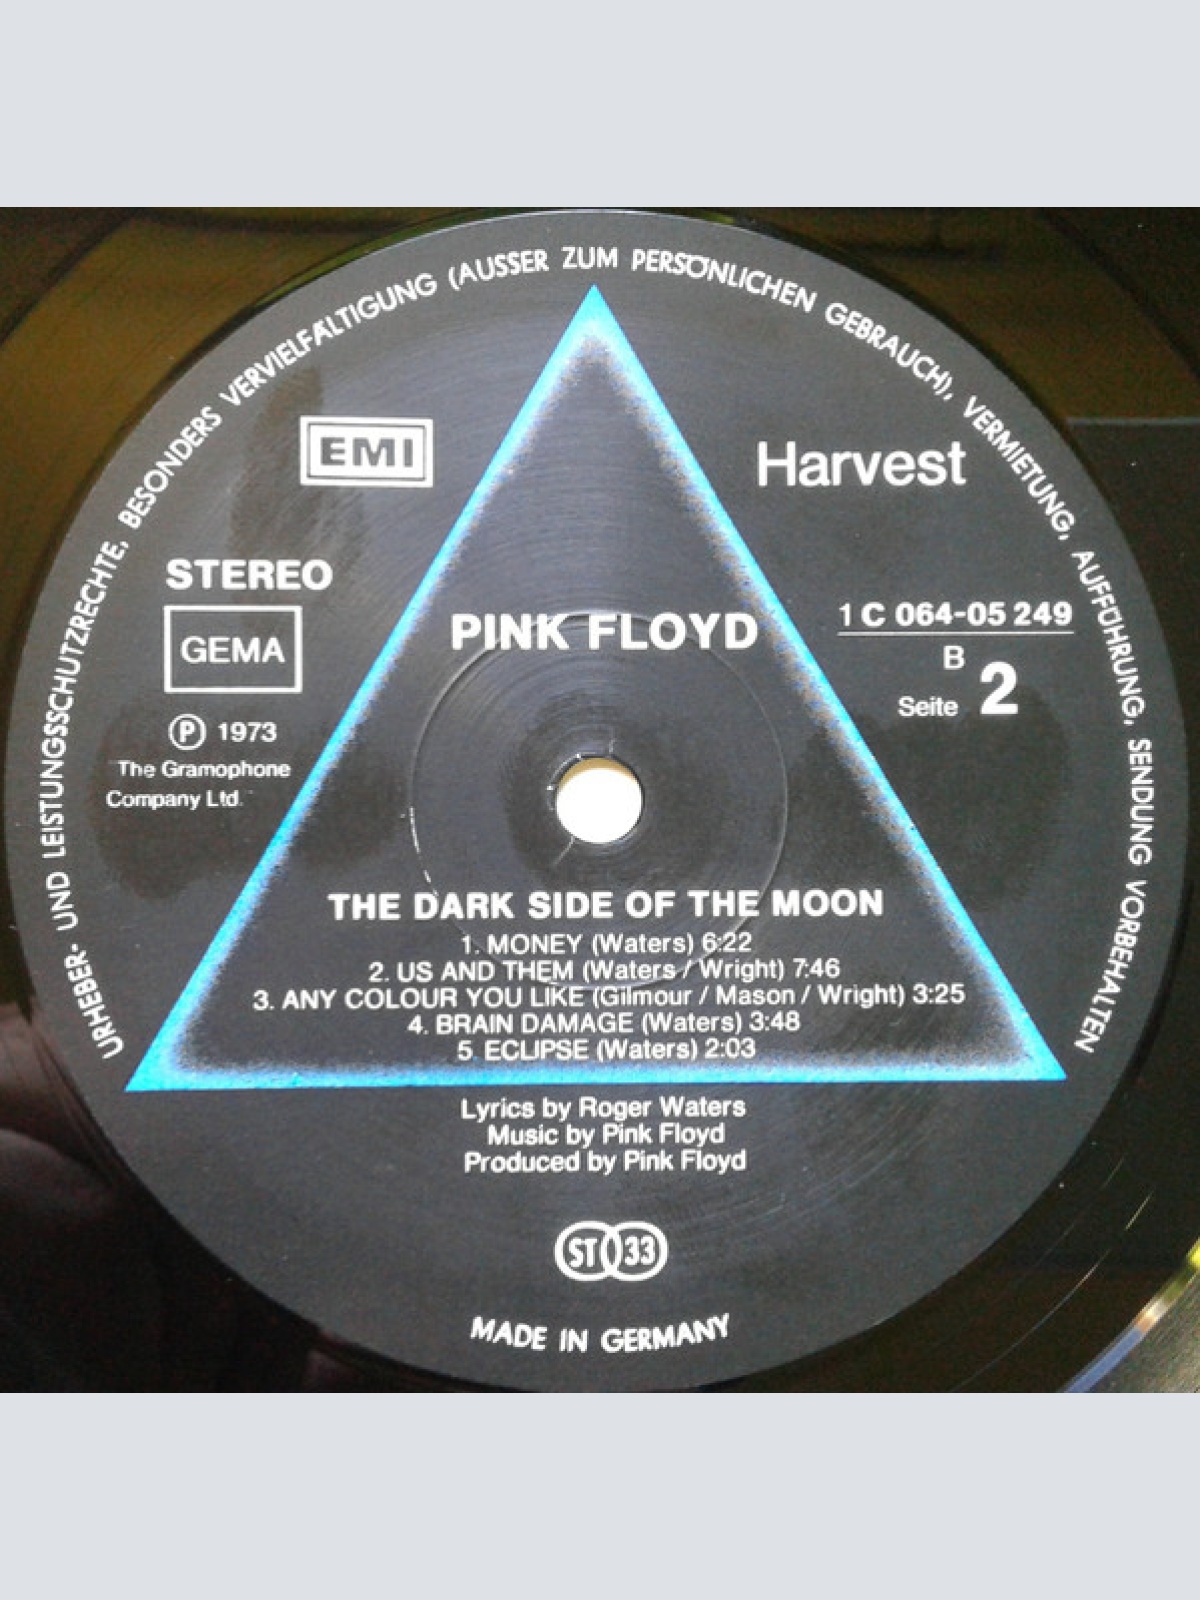 URHEBER- UND LEISTUNGSSCHUTZRECHTE, BESONDERS VERVIELFÄLTIGUNG (AUSSER ZUM PERSÖNLICHEN GEBRAUCH), VERMIETUNG, AUFFÜHRUNG, SENDUNG VORBEHALTEN
EMI
Harvest
STEREO
GEMA
Ⓟ 1973
The Gramophone
Company Ltd.
PINK FLOYD
1 C 064-05 249
B
Seite 2
THE DARK SIDE OF THE MOON
1. MONEY (Waters) 6:22
2. US AND THEM (Waters / Wright) 7:46
3. ANY COLOUR YOU LIKE (Gilmour / Mason / Wright) 3:25
4. BRAIN DAMAGE (Waters) 3:48
5 ECLIPSE (Waters) 2:03
Lyrics by Roger Waters
Music by Pink Floyd
Produced by Pink Floyd
ST 33
MADE IN GERMANY